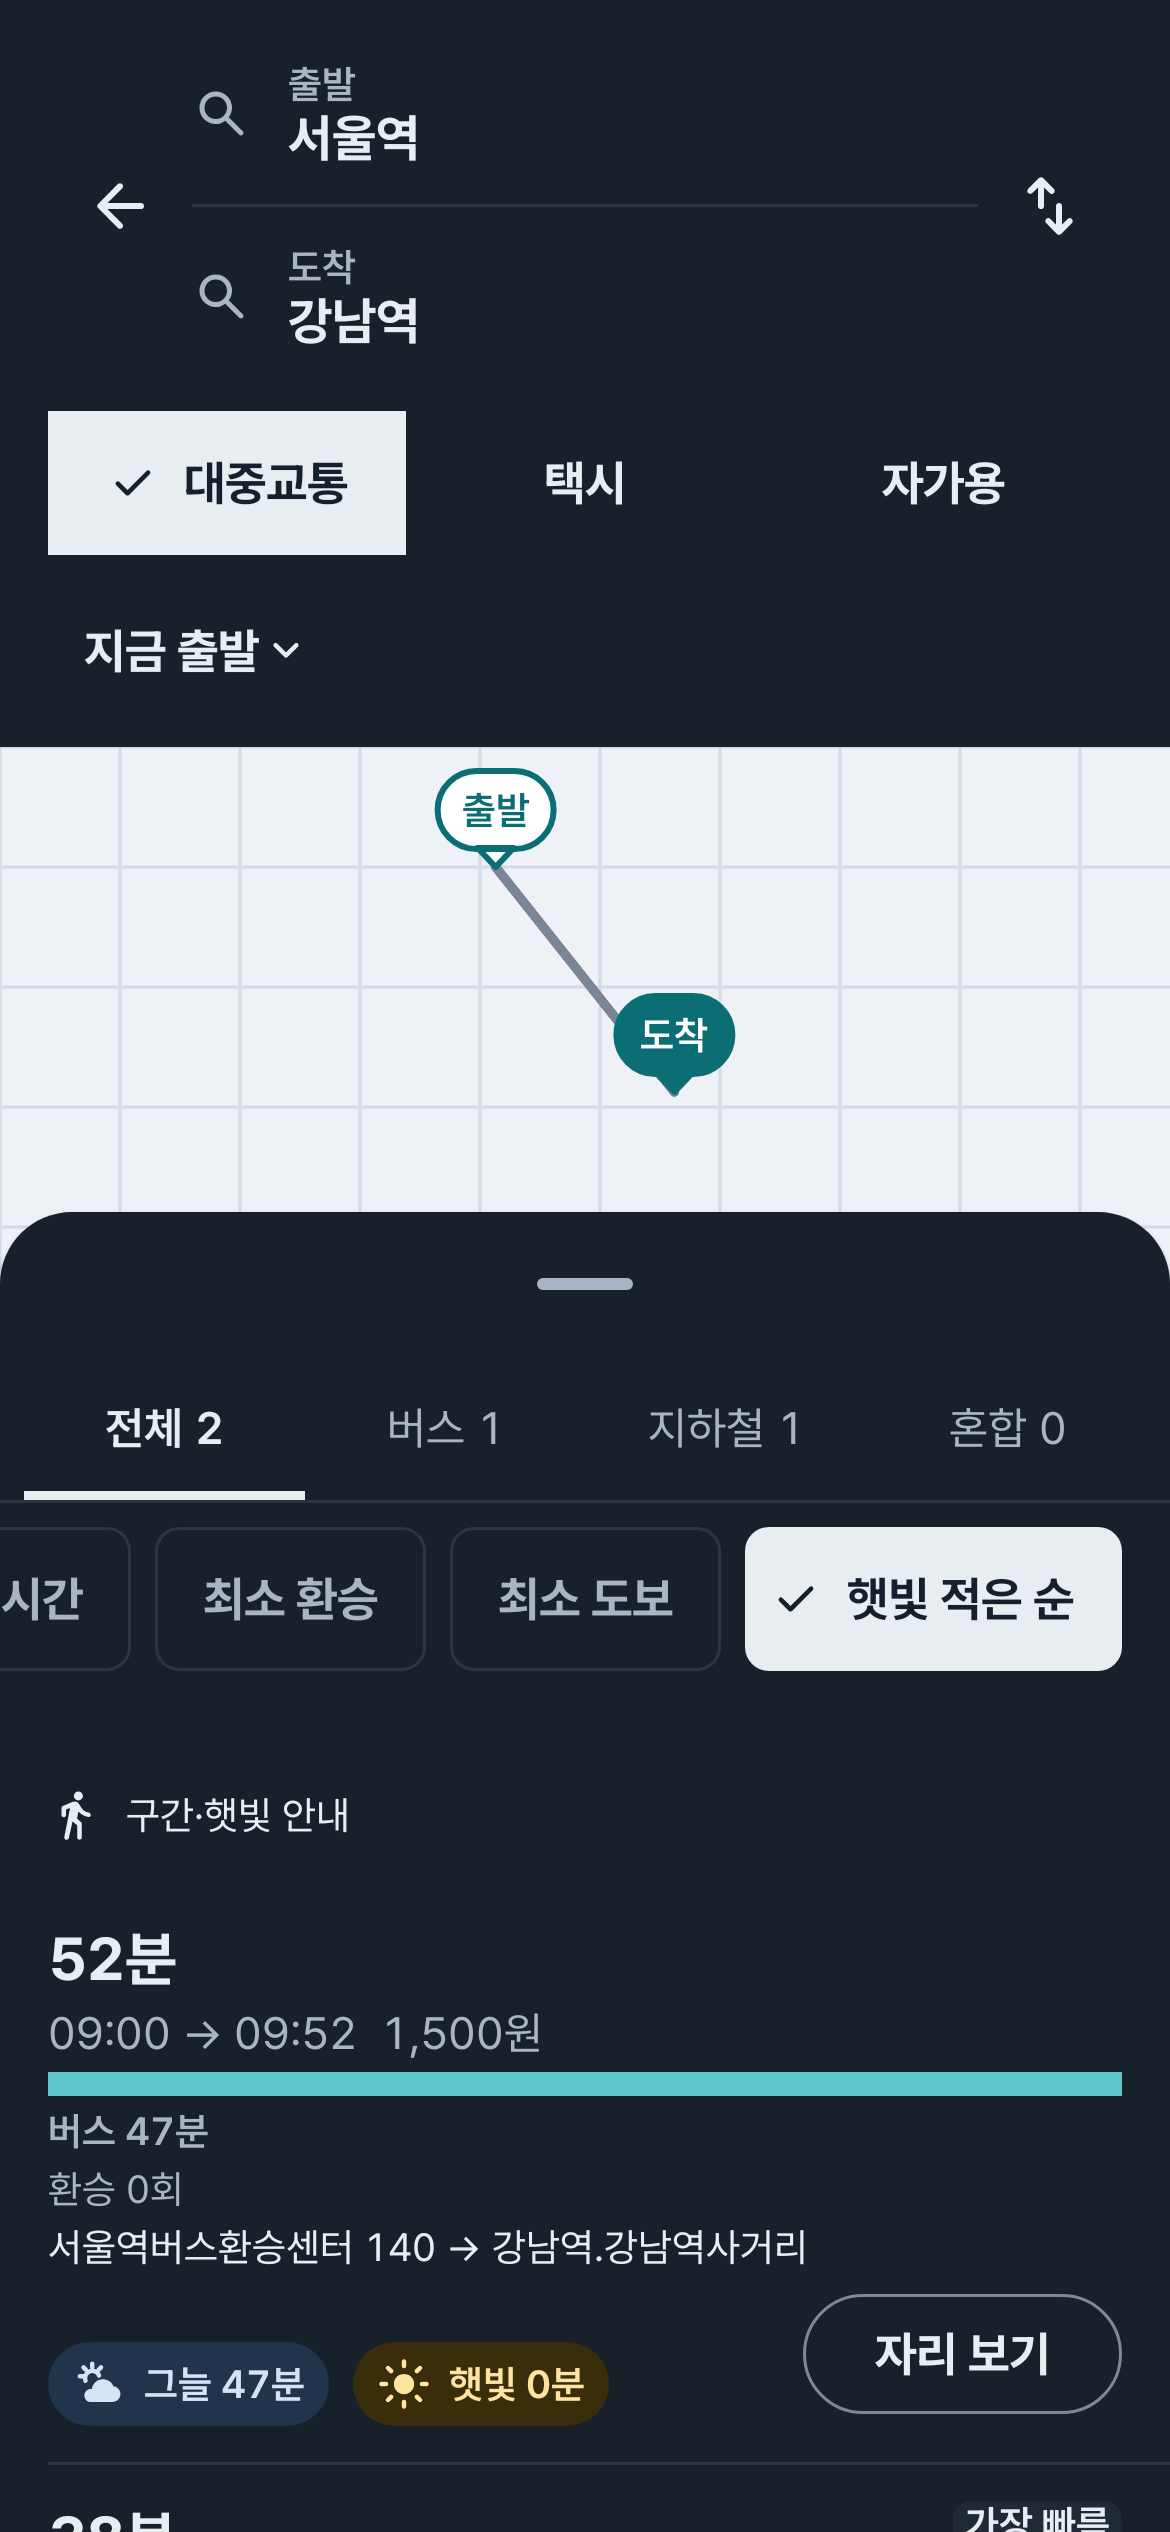 출발
서울역
도착
강남역
대중교통 택시 자가용
지금 출발
출발
도착
전체 2 버스 1 지하철 1 혼합 0
시간 최소 환승 최소 도보 햇빛 적은 순
구간·햇빛 안내
52분
09:00 → 09:52 1,500원
버스 47분
환승 0회
서울역버스환승센터 140 → 강남역.강남역사거리
자리 보기
그늘 47분 햇빛 0분
가장 빠름